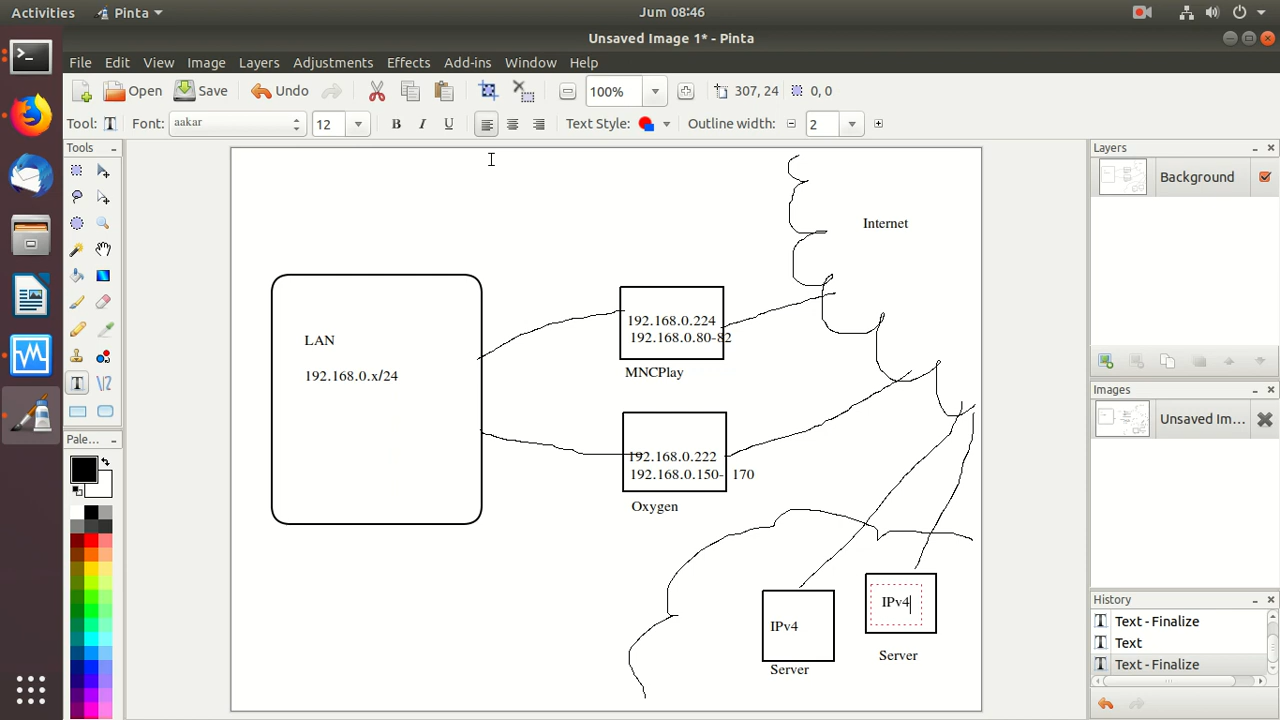 Activities
Pinta
Jum 08:46
Unsaved Image 1* - Pinta
File Edit View Image Layers Adjustments Effects Add-ins Window Help
Open Save Undo 100% 307, 24 0, 0
Tool: T Font: aakar 12 B I U Text Style: Outline width: 2
Tools
Pale...
Internet
LAN
192.168.0.x/24
192.168.0.224
192.168.0.80-82
MNCPlay
192.168.0.222
192.168.0.150- 170
Oxygen
IPv4
Server
IPv4
Server
Layers
Background
Images
Unsaved Im...
History
Text - Finalize
Text
Text - Finalize